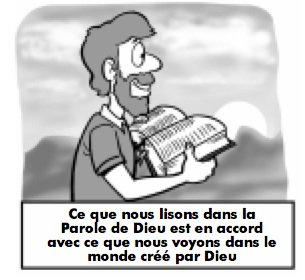 Ce que nous lisons dans la
Parole de Dieu est en accord
avec ce que nous voyons dans le
monde créé par Dieu